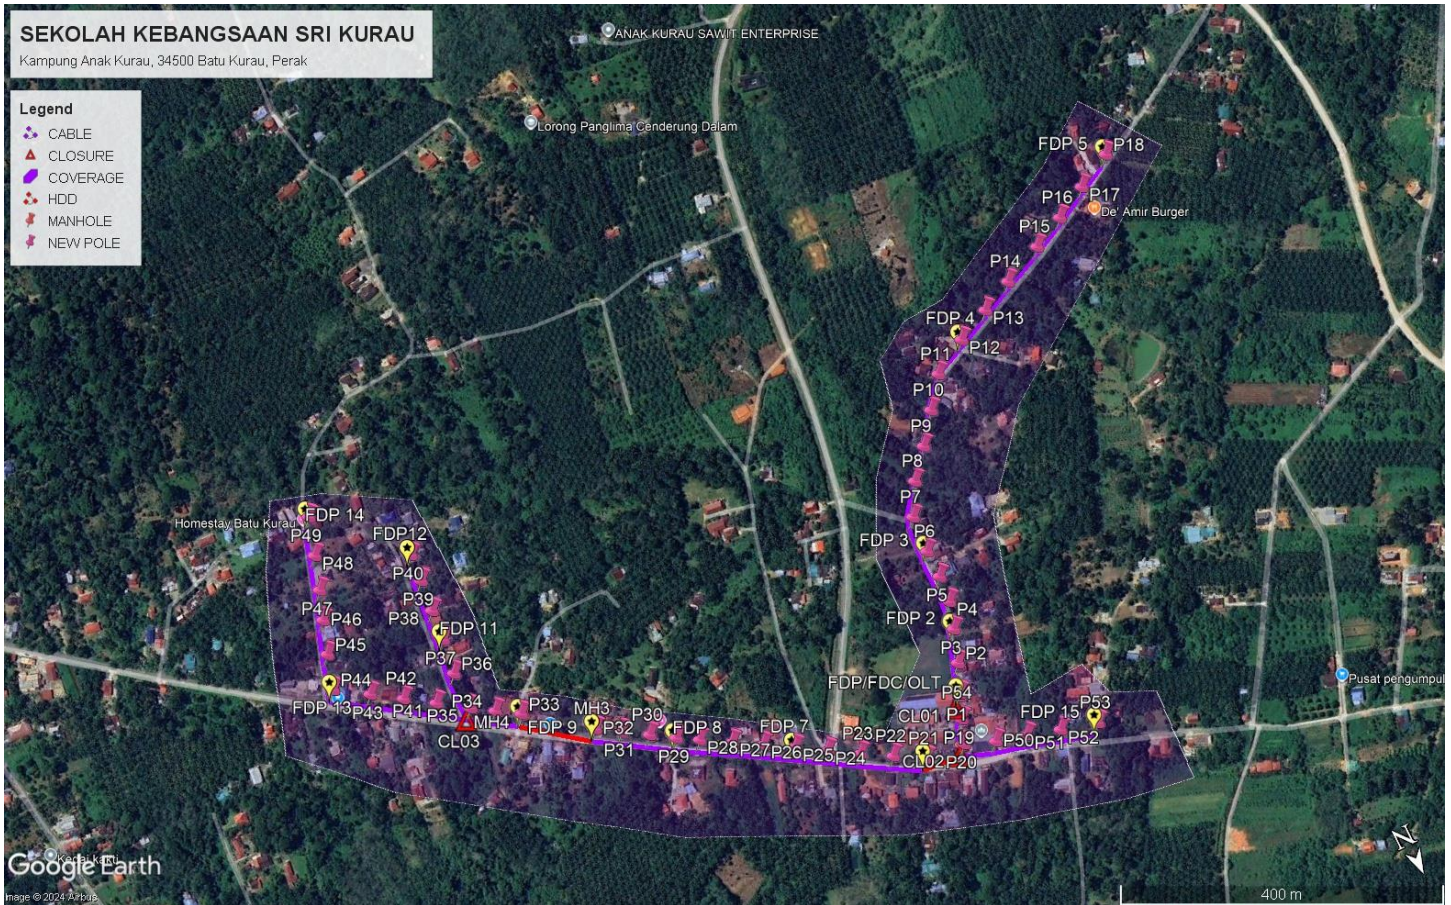 SEKOLAH KEBANGSAAN SRI KURAU
Kampung Anak Kurau, 34500 Batu Kurau, Perak
Legend
CABLE
CLOSURE
COVERAGE
HDD
MANHOLE
NEW POLE
ANAK KURAU SAWIT ENTERPRISE
Lorong Panglima Cenderung Dalam
FDP 5
P18
P17
De' Amir Burger
P16
P15
P14
P13
FDP 4
P12
P11
P10
P9
P8
P7
P6
FDP 3
P5
P4
FDP 2
P3
P2
FDP/FDC/OLT
P54
CL01
P1
P19
CL02
P20
P21
P22
P23
P24
P25
P26
FDP 7
P27
P28
FDP 8
P29
P30
P31
P32
MH3
FDP 9
P33
MH4
CL03
P34
P35
P36
P37
FDP 11
P38
P39
P40
FDP12
P41
P42
P43
FDP 13
P44
P45
P46
P47
P48
P49
FDP 14
Homestay Batu Kurau
P50
P51
FDP 15
P52
P53
Pusat pengumpul
Google Earth
Image © 2024 Airbus
N
400 m